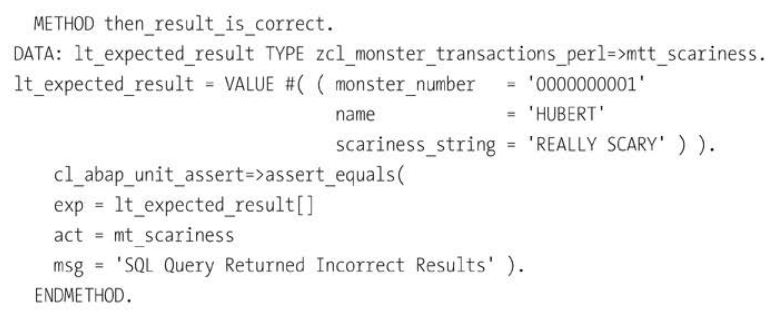 METHOD then_result_is_correct.
DATA: lt_expected_result TYPE zcl_monster_transactions_perl=>mtt_scariness.
lt_expected_result = VALUE #( ( monster_number = '0000000001'
name = 'HUBERT'
scariness_string = 'REALLY SCARY' ) ).
cl_abap_unit_assert=>assert_equals(
exp = lt_expected_result[]
act = mt_scariness
msg = 'SQL Query Returned Incorrect Results' ).
ENDMETHOD.